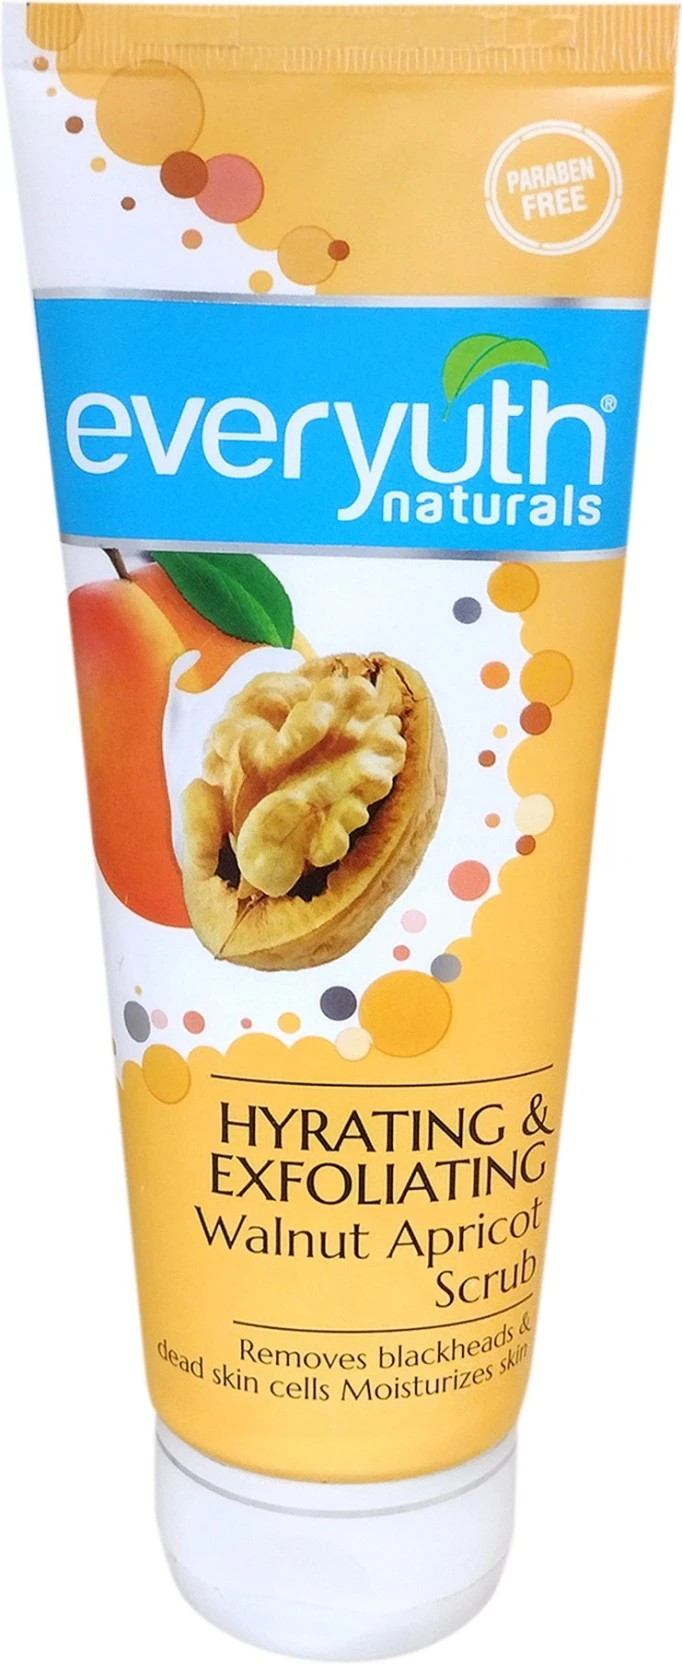 PARABEN
FREE
everyuth®
naturals
HYRATING &
EXFOLIATING
Walnut Apricot
Scrub
Removes blackheads &
dead skin cells Moisturizes skin